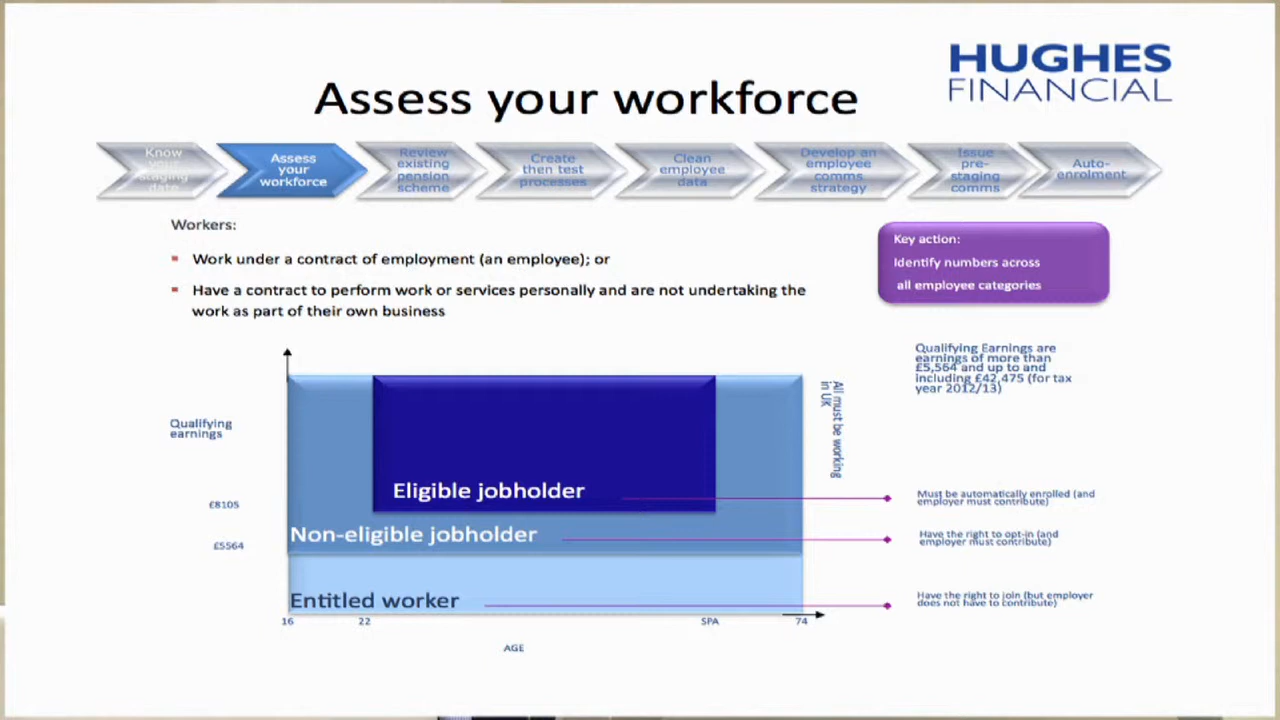 HUGHES
FINANCIAL
Assess your workforce
Know
your
staging
date
Assess
your
workforce
Review
existing
pension
scheme
Create
then test
processes
Clean
employee
data
Develop an
employee
comms
strategy
Issue
pre-
staging
comms
Auto-
enrolment
Workers:
Work under a contract of employment (an employee); or
Have a contract to perform work or services personally and are not undertaking the
work as part of their own business
Key action:
Identify numbers across
all employee categories
Qualifying Earnings are
earnings of more than
£5,564 and up to and
including £42,475 (for tax
year 2012/13)
All must be working
in UK
Qualifying
earnings
£8105
£5564
Eligible jobholder
Non-eligible jobholder
Entitled worker
Must be automatically enrolled (and
employer must contribute)
Have the right to opt-in (and
employer must contribute)
Have the right to join (but employer
does not have to contribute)
16
22
SPA
74
AGE